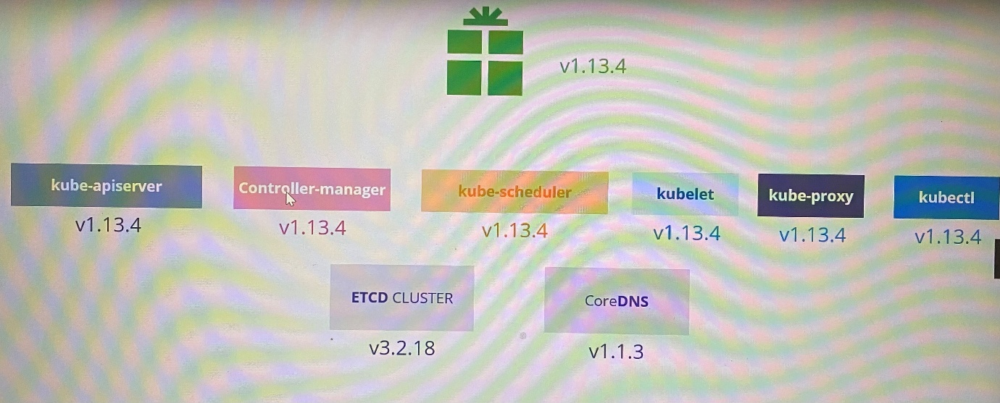 v1.13.4
kube-apiserver
Controller-manager
kube-scheduler
kubelet
kube-proxy
kubectl
v1.13.4
v1.13.4
v1.13.4
v1.13.4
v1.13.4
v1.13.4
ETCD CLUSTER
CoreDNS
v3.2.18
v1.1.3